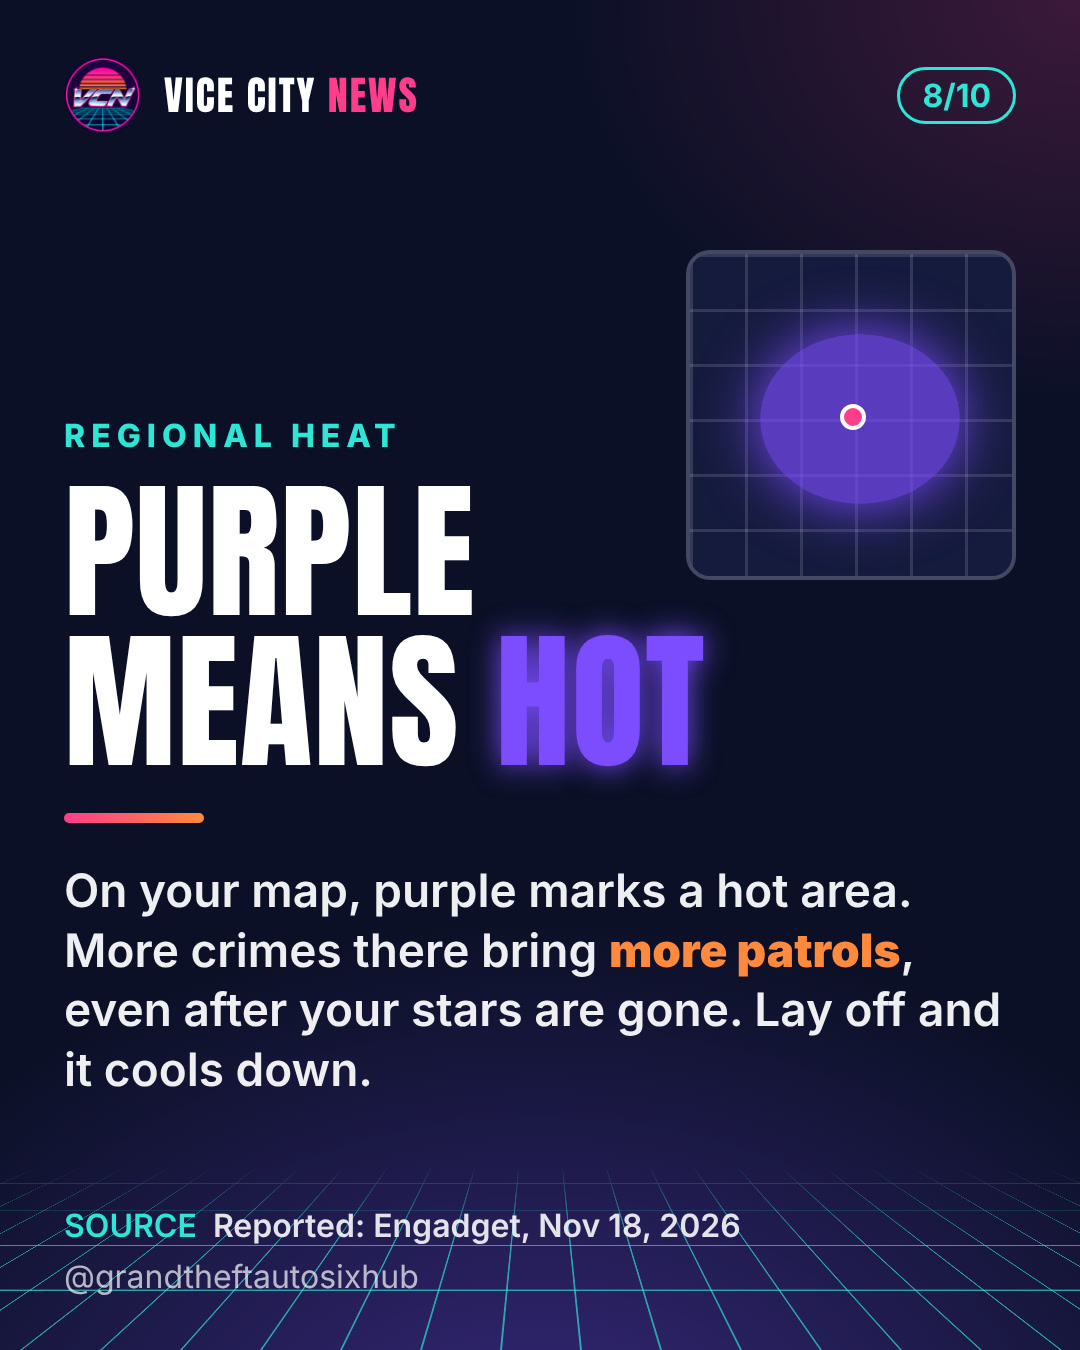 VCN
VICE CITY NEWS
8/10
REGIONAL HEAT
PURPLE
MEANS HOT
On your map, purple marks a hot area.
More crimes there bring more patrols,
even after your stars are gone. Lay off and
it cools down.
SOURCE Reported: Engadget, Nov 18, 2026
@grandtheftautosixhub